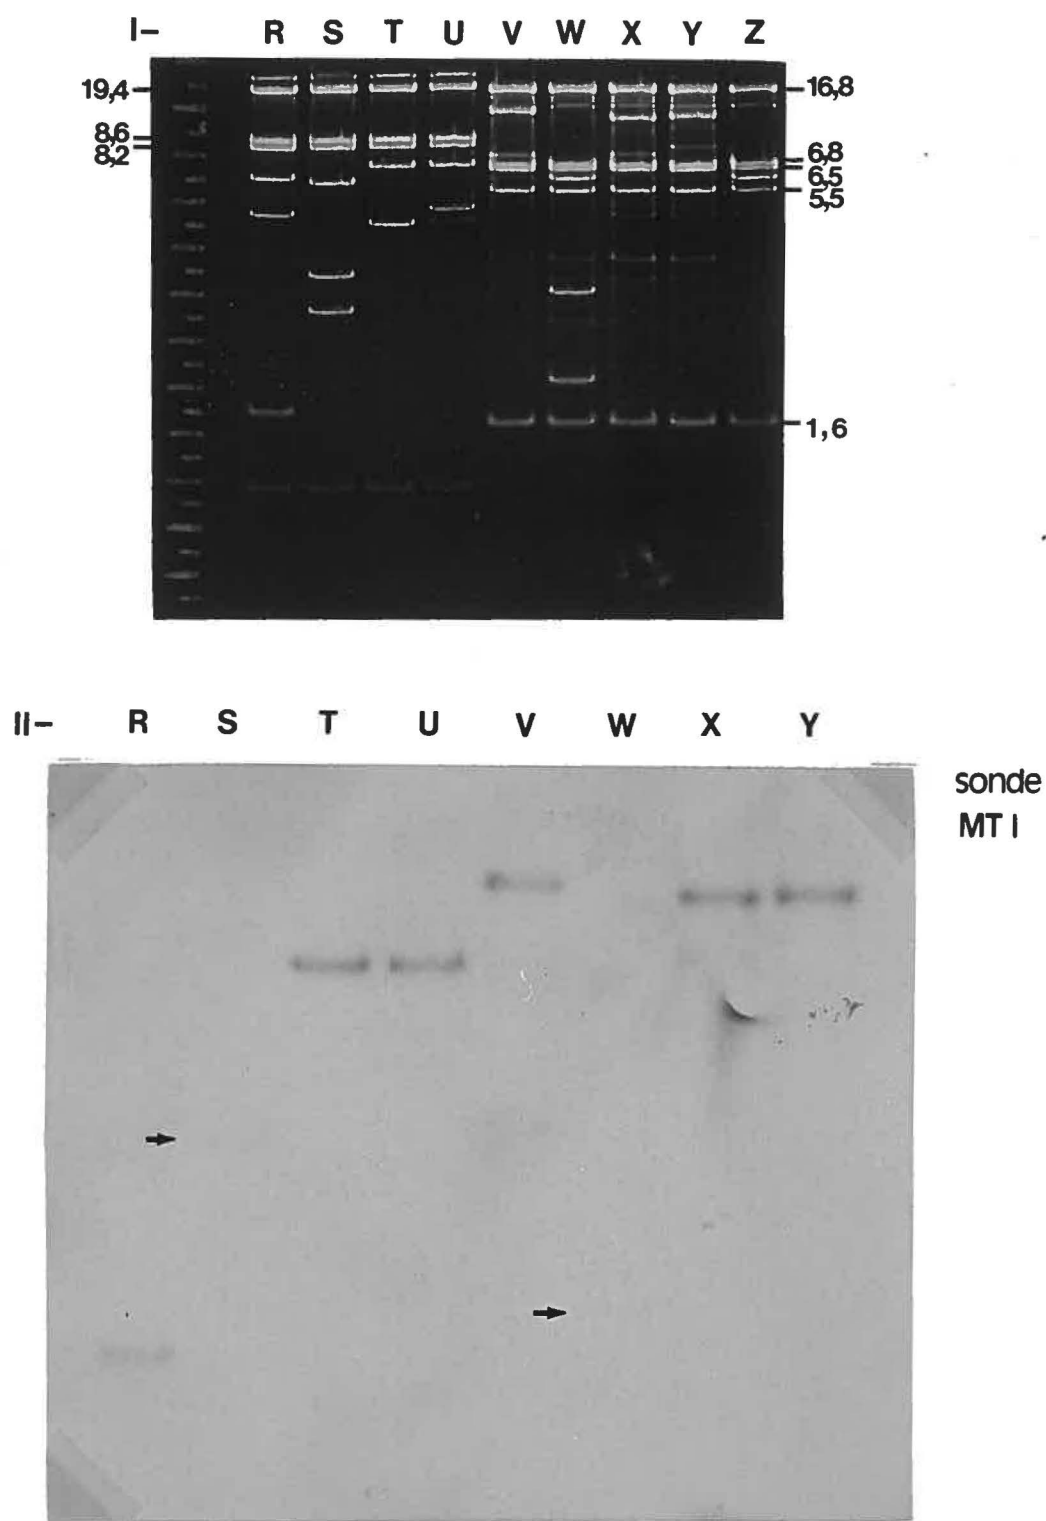 I– R S T U V W X Y Z
19,4 16,8
8,6 6,8
8,2 6,5
5,5
1,6
II– R S T U V W X Y
sonde
MT I